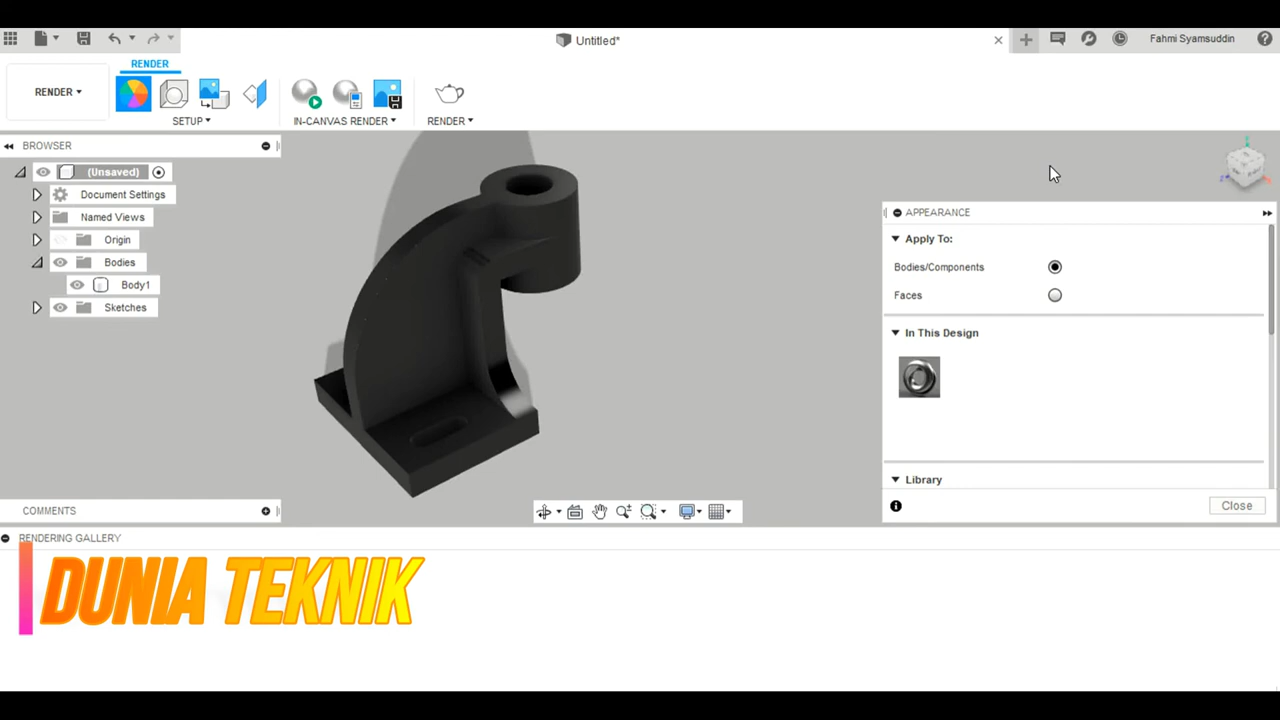 Untitled*
Fahmi Syamsuddin
RENDER
RENDER
SETUP
IN-CANVAS RENDER
RENDER
BROWSER
(Unsaved)
Document Settings
Named Views
Origin
Bodies
Body1
Sketches
APPEARANCE
Apply To:
Bodies/Components
Faces
In This Design
Library
Close
COMMENTS
RENDERING GALLERY
DUNIA TEKNIK